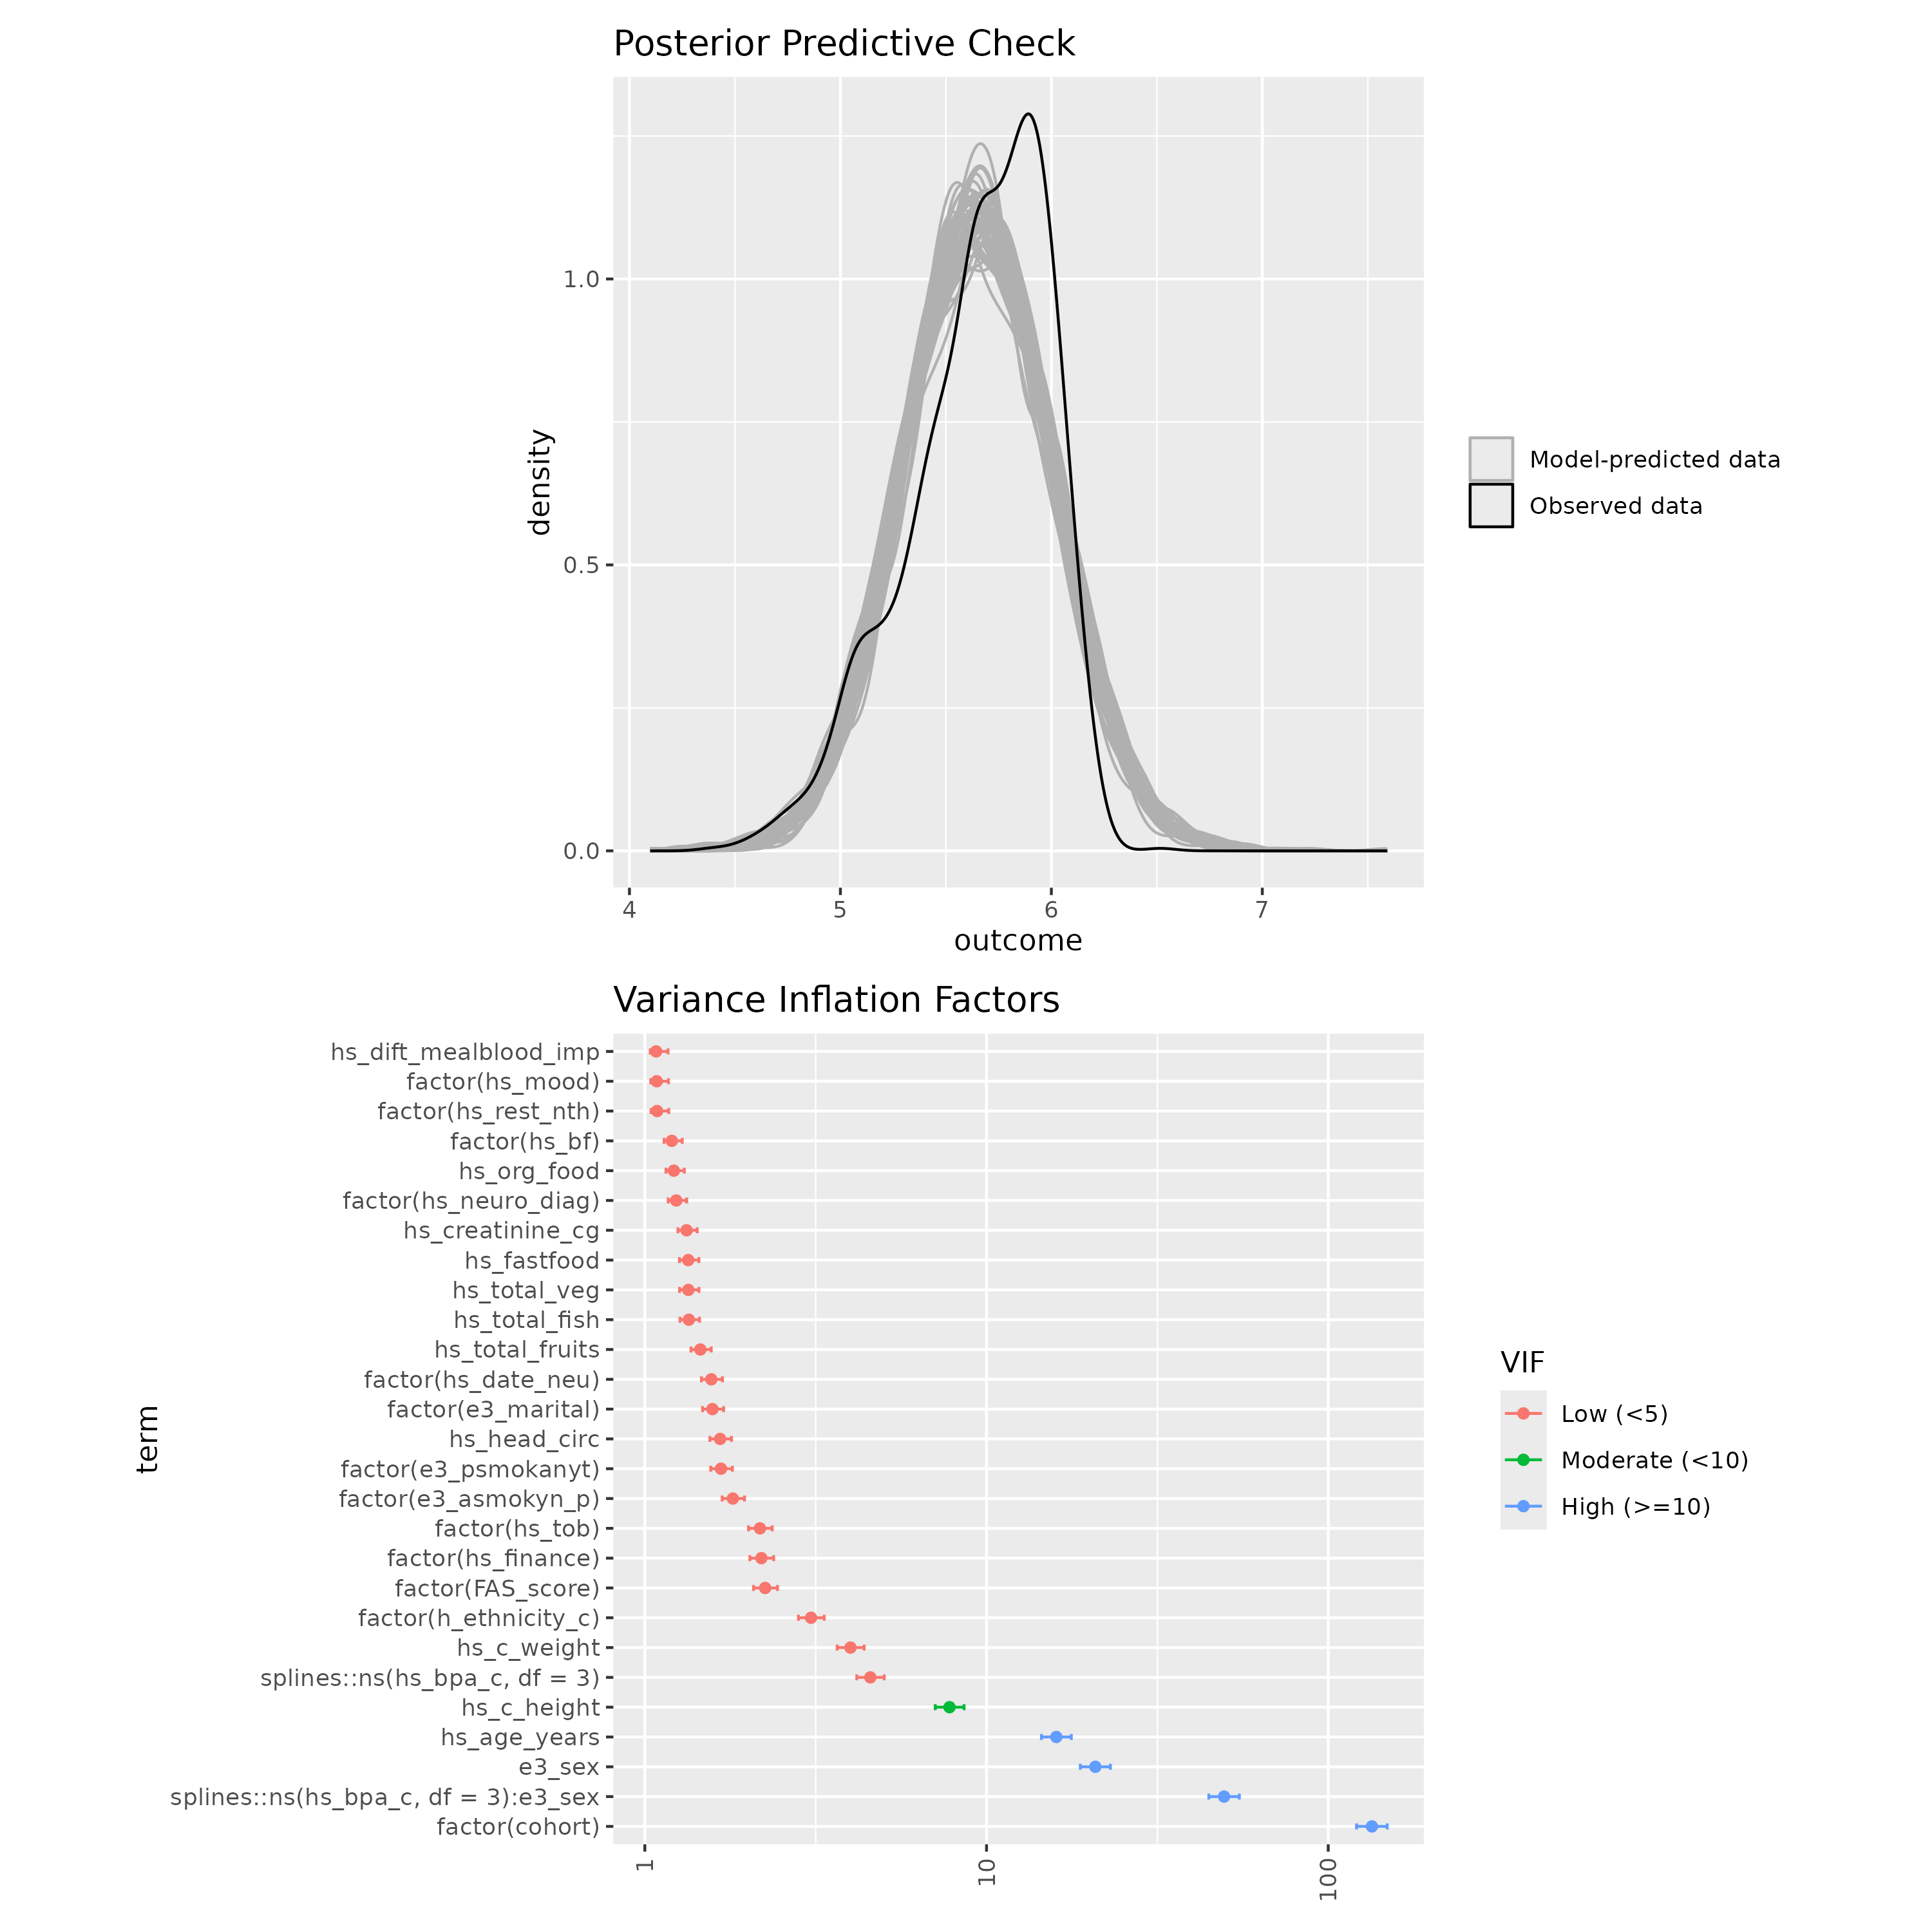 Posterior Predictive Check
density
1.0
0.5
0.0
4 5 6 7
outcome
Model-predicted data
Observed data
Variance Inflation Factors
term
hs_dift_mealblood_imp
factor(hs_mood)
factor(hs_rest_nth)
factor(hs_bf)
hs_org_food
factor(hs_neuro_diag)
hs_creatinine_cg
hs_fastfood
hs_total_veg
hs_total_fish
hs_total_fruits
factor(hs_date_neu)
factor(e3_marital)
hs_head_circ
factor(e3_psmokanyt)
factor(e3_asmokyn_p)
factor(hs_tob)
factor(hs_finance)
factor(FAS_score)
factor(h_ethnicity_c)
hs_c_weight
splines::ns(hs_bpa_c, df = 3)
hs_c_height
hs_age_years
e3_sex
splines::ns(hs_bpa_c, df = 3):e3_sex
factor(cohort)
1 10 100
VIF
Low (<5)
Moderate (<10)
High (>=10)